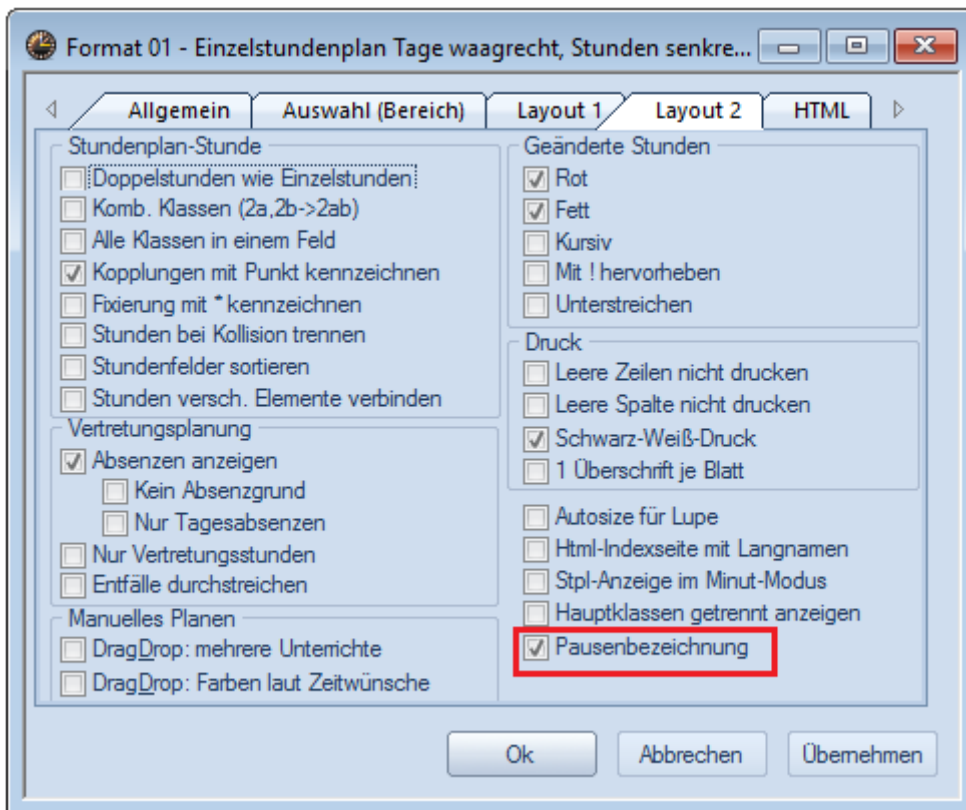 Format 01 - Einzelstundenplan Tage waagrecht, Stunden senkre...
Allgemein
Auswahl (Bereich)
Layout 1
Layout 2
HTML
Stundenplan-Stunde
Doppelstunden wie Einzelstunden
Komb. Klassen (2a,2b->2ab)
Alle Klassen in einem Feld
Kopplungen mit Punkt kennzeichnen
Fixierung mit * kennzeichnen
Stunden bei Kollision trennen
Stundenfelder sortieren
Stunden versch. Elemente verbinden
Vertretungsplanung
Absenzen anzeigen
Kein Absenzgrund
Nur Tagesabsenzen
Nur Vertretungsstunden
Entfälle durchstreichen
Manuelles Planen
DragDrop: mehrere Unterrichte
DragDrop: Farben laut Zeitwünsche
Geänderte Stunden
Rot
Fett
Kursiv
Mit ! hervorheben
Unterstreichen
Druck
Leere Zeilen nicht drucken
Leere Spalte nicht drucken
Schwarz-Weiß-Druck
1 Überschrift je Blatt
Autosize für Lupe
Html-Indexseite mit Langnamen
Stpl-Anzeige im Minut-Modus
Hauptklassen getrennt anzeigen
Pausenbezeichnung
Ok
Abbrechen
Übernehmen